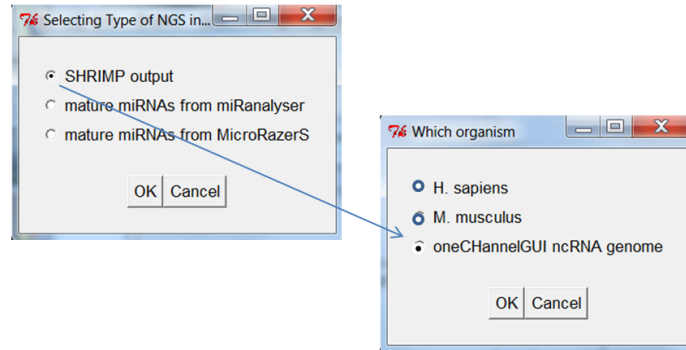 Selecting Type of NGS in...
SHRIMP output
mature miRNAs from miRanalyser
mature miRNAs from MicroRazerS
OK Cancel
Which organism
H. sapiens
M. musculus
oneCHannelGUI ncRNA genome
OK Cancel